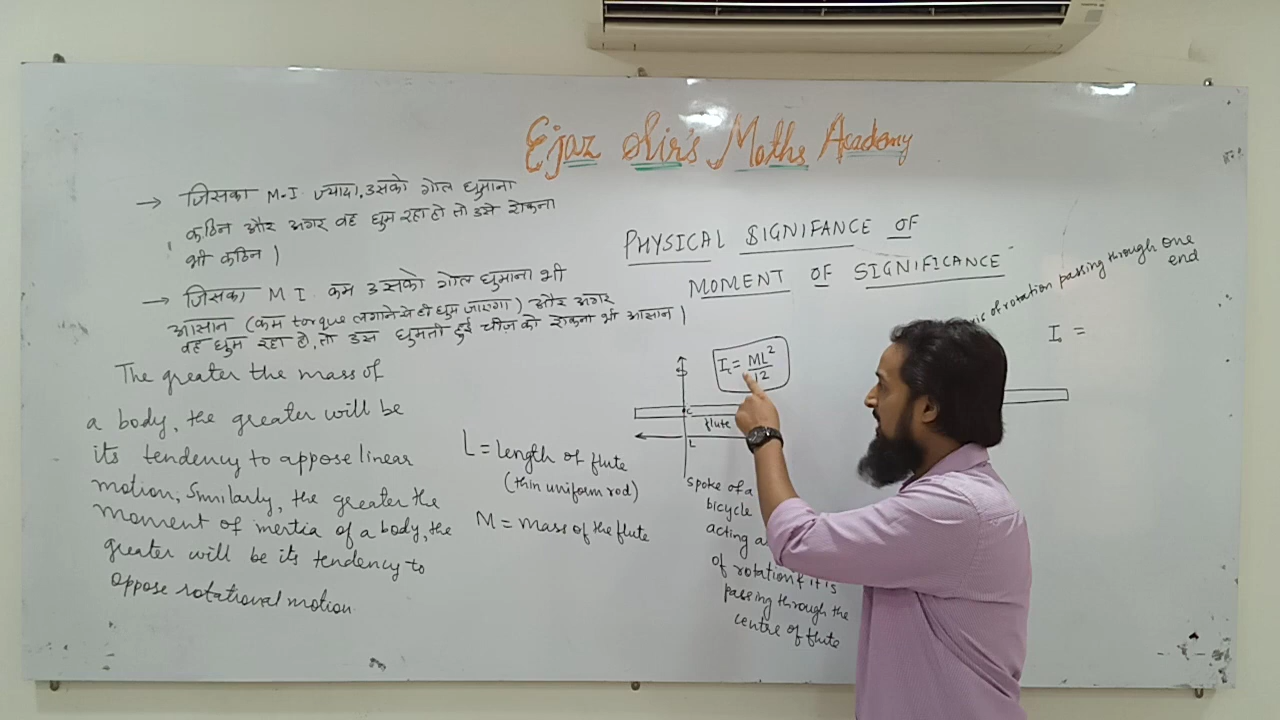 Ejaz Sir's Maths Academy
→ जिसका M.I. ज्यादा, उसको गोल घुमाना
कठिन और अगर वह घुम रहा हो तो उसे रोकना
भी कठिन।
→ जिसका M I. कम उसको गोल घुमाना भी
आसान (कम torque लगाने से ही घुम जाएगा) और अगर
वह घुम रहा हो, तो उस घुमती हुई चीज़ को रोकना भी आसान।
The greater the mass of
a body, the greater will be
its tendency to appose linear
motion, Similarly, the greater the
moment of inertia of a body, the
greater will be its tendency to
oppose rotational motion
L = length of flute
(thin uniform rod)
M = mass of the flute
PHYSICAL SIGNIFANCE OF
MOMENT OF SIGNIFICANCE
I꜀ = ML²/12
C
flute
L
spoke of a
bicycle
acting a
of rotation & it is
passing through the
centre of flute
of rotation passing through one
end
I =